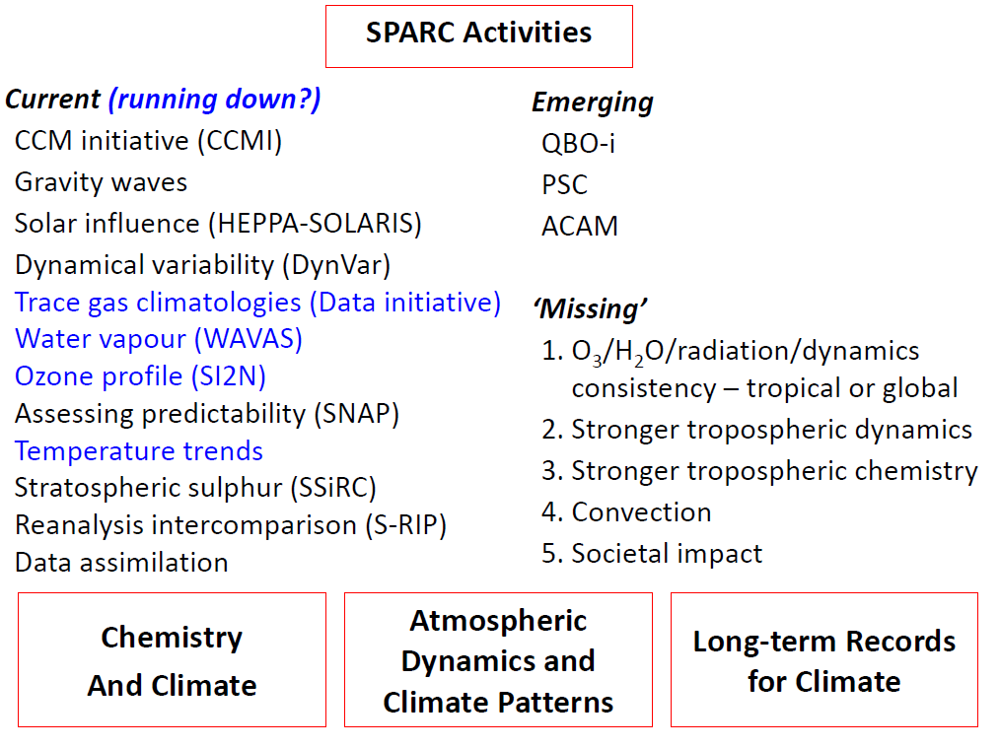 SPARC Activities
Current (running down?)
CCM initiative (CCMI)
Gravity waves
Solar influence (HEPPA-SOLARIS)
Dynamical variability (DynVar)
Trace gas climatologies (Data initiative)
Water vapour (WAVAS)
Ozone profile (SI2N)
Assessing predictability (SNAP)
Temperature trends
Stratospheric sulphur (SSiRC)
Reanalysis intercomparison (S-RIP)
Data assimilation
Emerging
QBO-i
PSC
ACAM
‘Missing’
1. O₃/H₂O/radiation/dynamics
consistency – tropical or global
2. Stronger tropospheric dynamics
3. Stronger tropospheric chemistry
4. Convection
5. Societal impact
Chemistry
And Climate
Atmospheric
Dynamics and
Climate Patterns
Long-term Records
for Climate